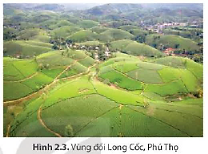 Hình 2.3. Vùng đồi Long Cốc, Phú Thọ